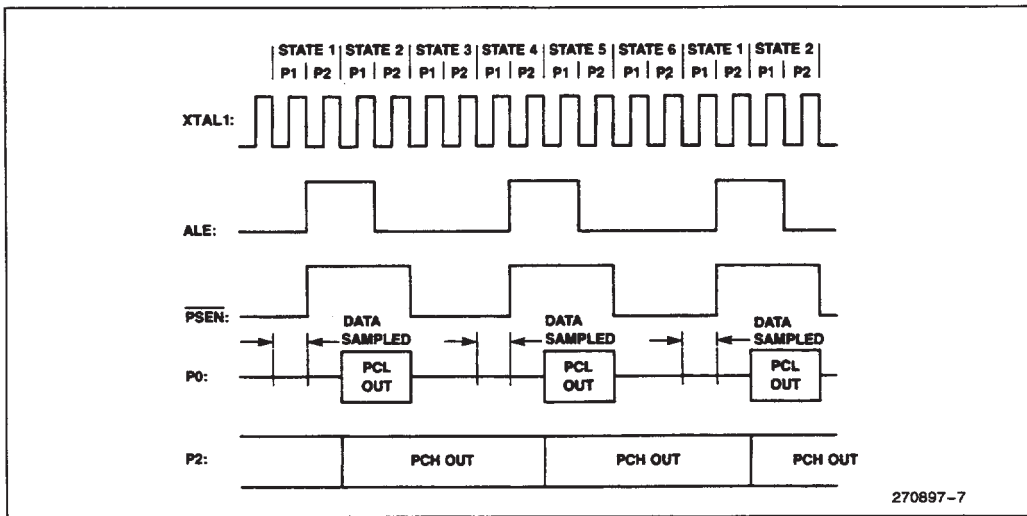 STATE 1 STATE 2 STATE 3 STATE 4 STATE 5 STATE 6 STATE 1 STATE 2
P1 P2 P1 P2 P1 P2 P1 P2 P1 P2 P1 P2 P1 P2 P1 P2
XTAL1:
ALE:
PSEN:
DATA DATA DATA
SAMPLED SAMPLED SAMPLED
P0:
PCL PCL PCL
OUT OUT OUT
P2:
PCH OUT PCH OUT PCH OUT
270897-7